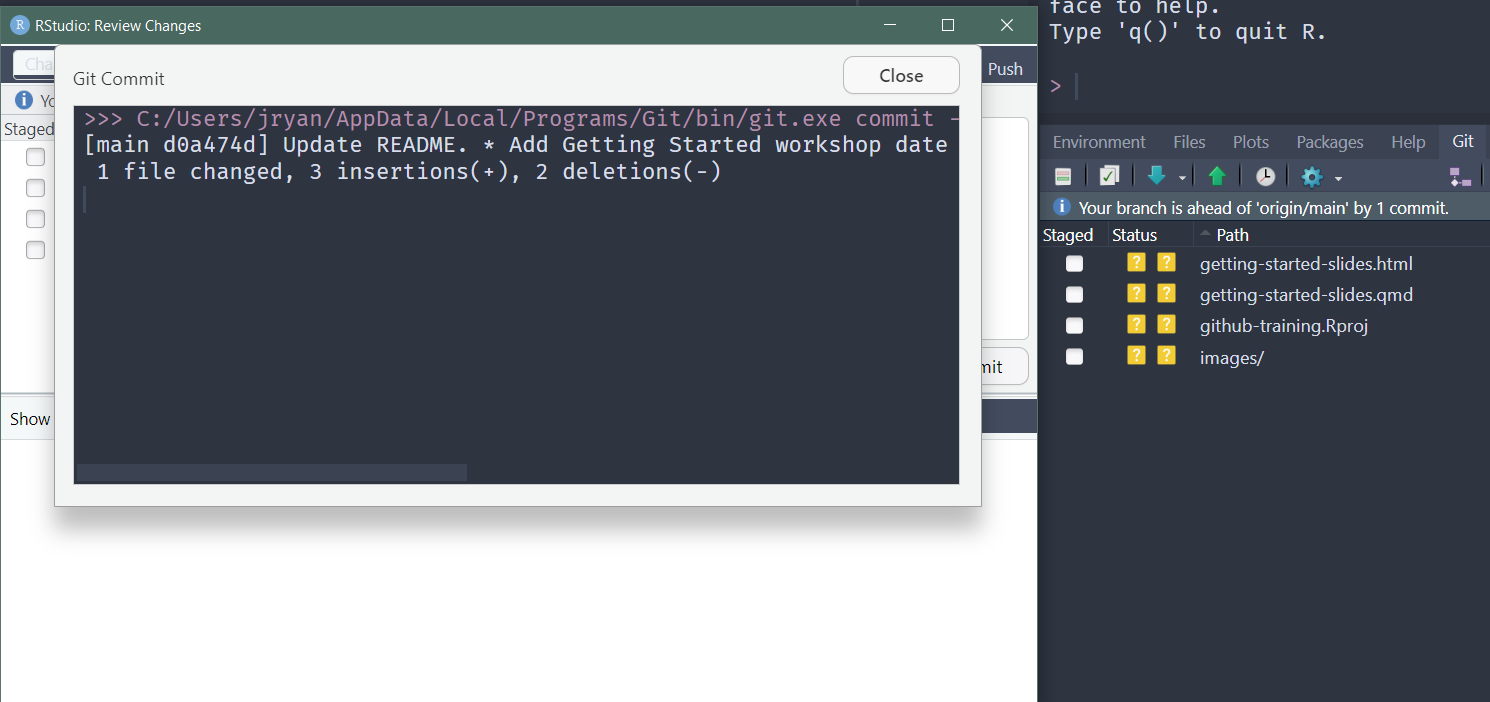 RStudio: Review Changes
Cha
Git Commit
Close
Push
Yo
Staged
>>> C:/Users/jryan/AppData/Local/Programs/Git/bin/git.exe commit -
[main d0a474d] Update README. * Add Getting Started workshop date
1 file changed, 3 insertions(+), 2 deletions(-)
mit
Show
face to help.
Type 'q()' to quit R.
>
Environment Files Plots Packages Help Git
Your branch is ahead of 'origin/main' by 1 commit.
Staged Status Path
? ? getting-started-slides.html
? ? getting-started-slides.qmd
? ? github-training.Rproj
? ? images/